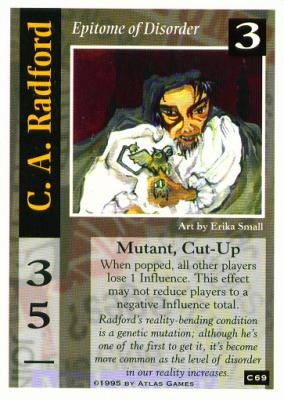 C. A. Radford
Epitome of Disorder
3
Art by Erika Small
3
5
Mutant, Cut-Up
When popped, all other players
lose 1 Influence. This effect
may not reduce players to a
negative Influence total.
Radford's reality-bending condition
is a genetic mutation; although he's
one of the first to get it, it's become
more common as the level of disorder
in our reality increases.
©1995 BY ATLAS GAMES
C69